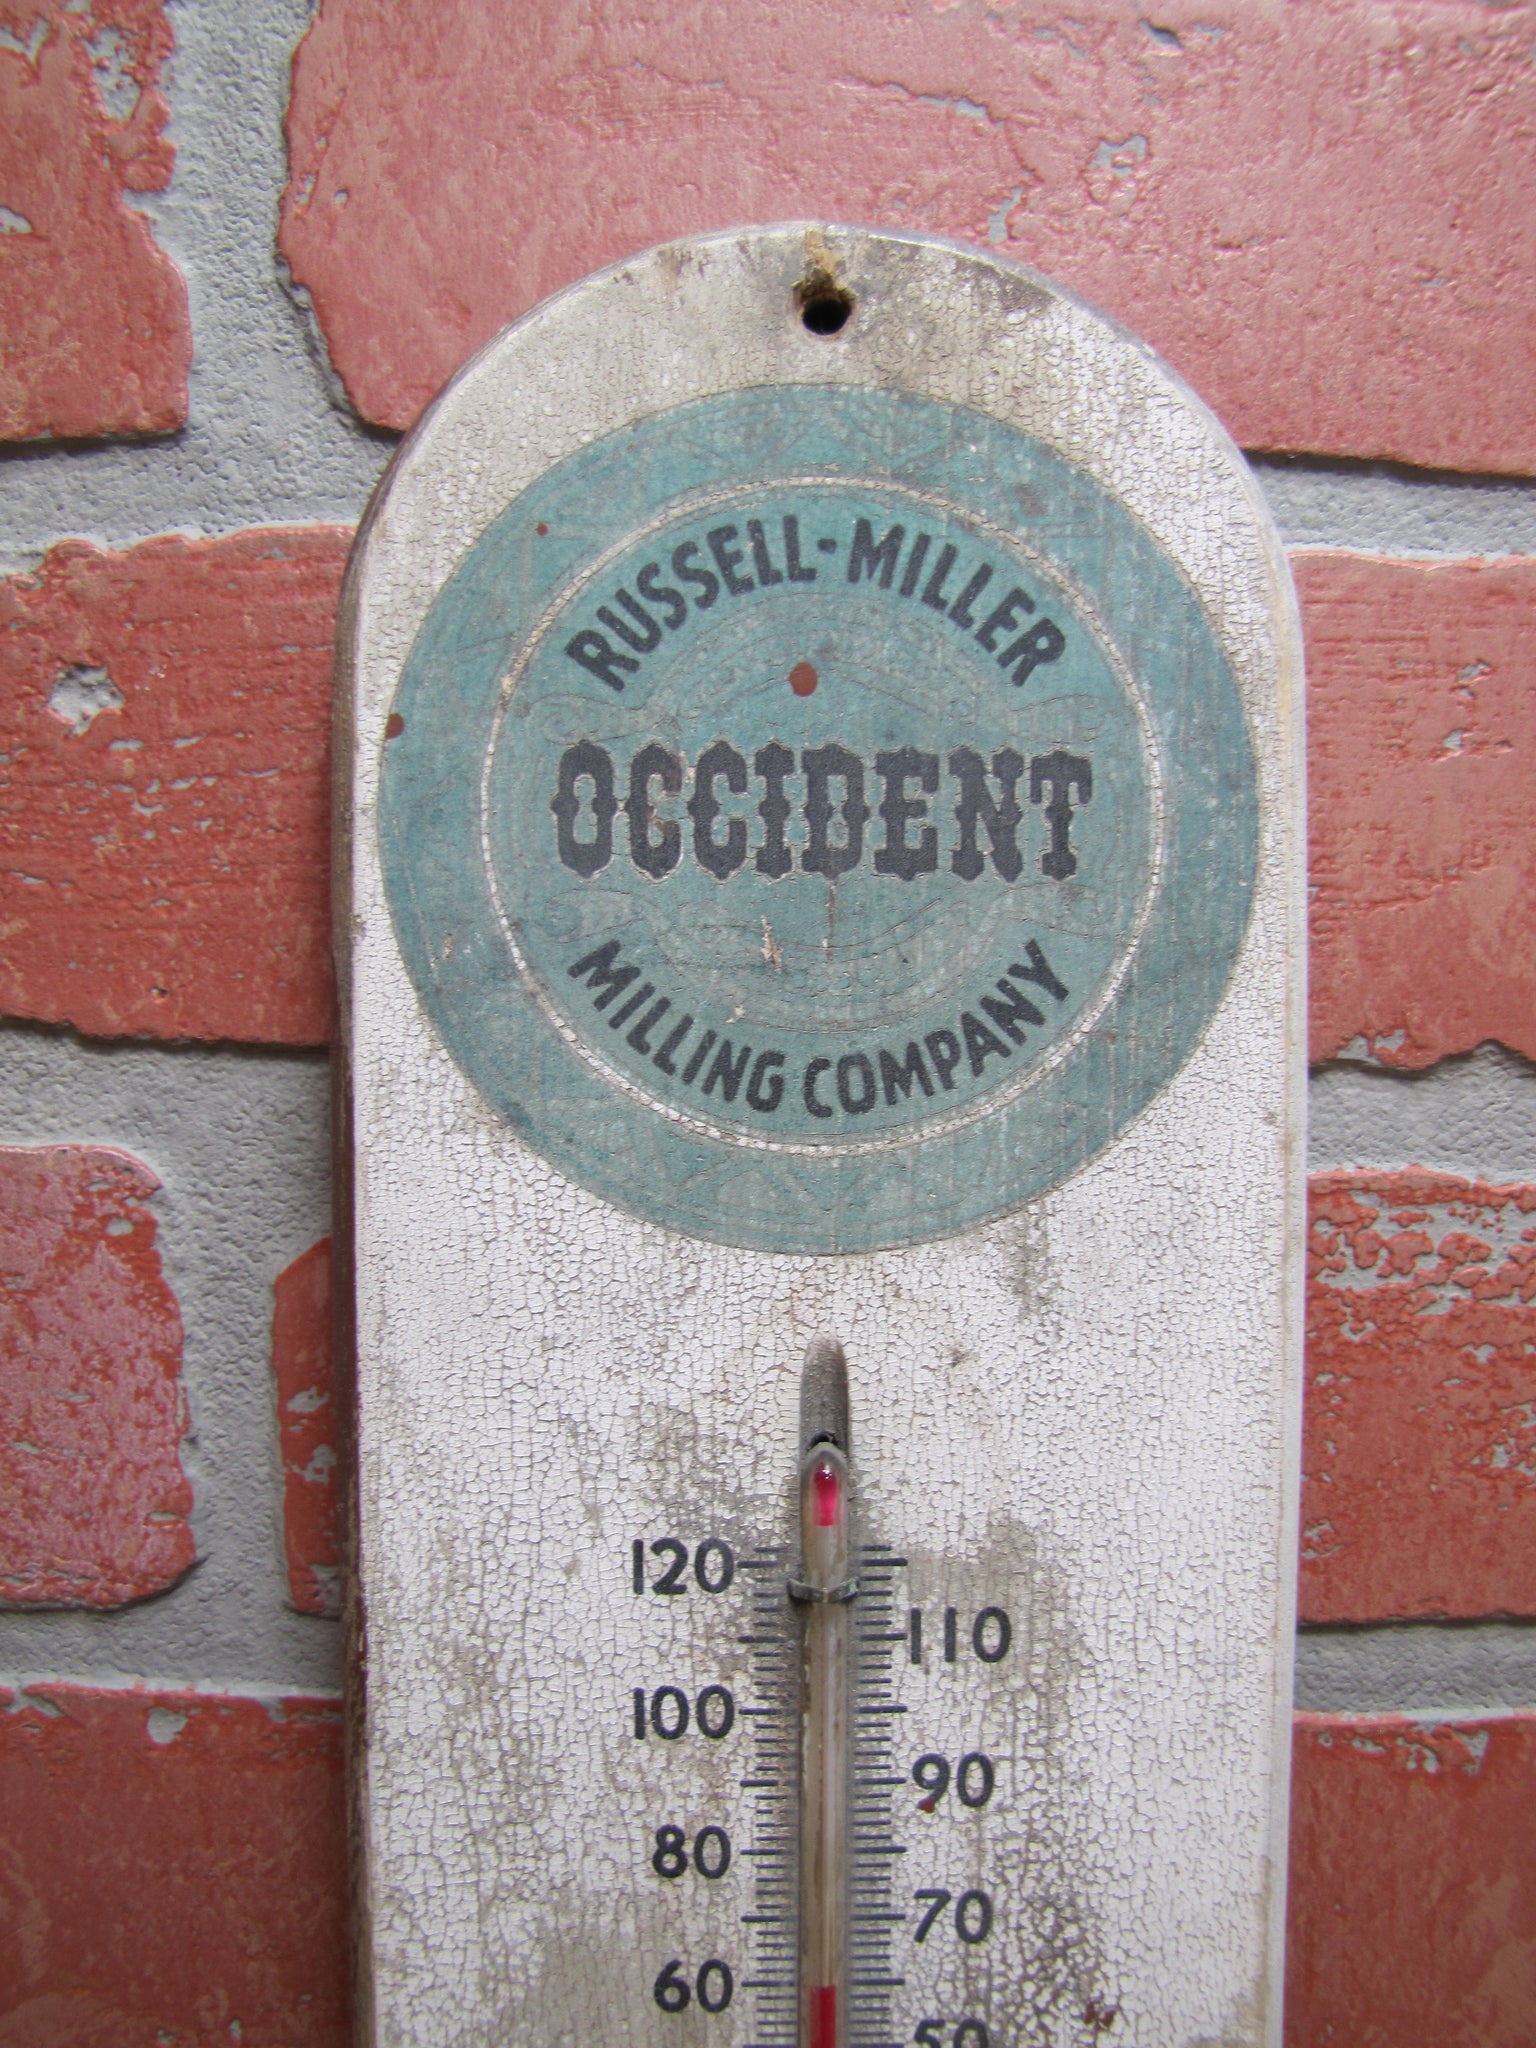 RUSSELL-MILLER
OCCIDENT
MILLING COMPANY
120
110
100
90
80
70
60
50